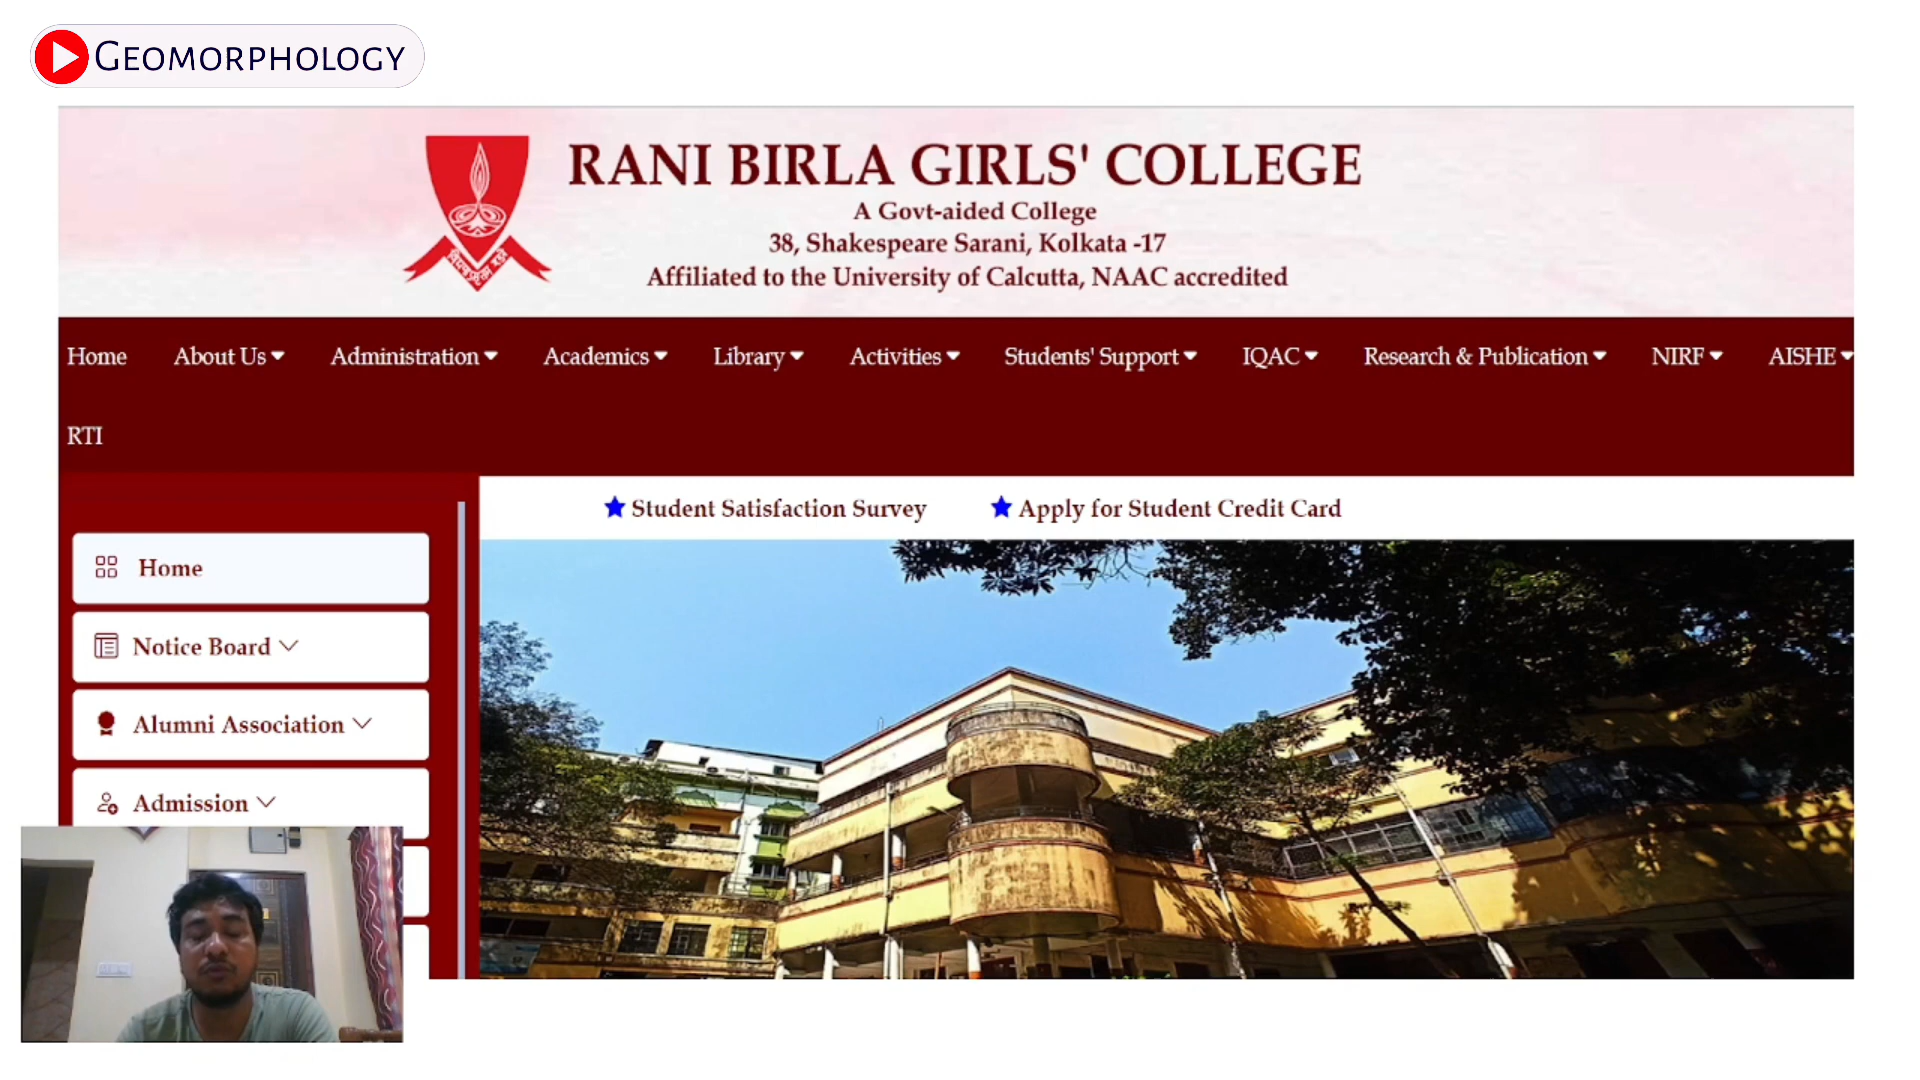 GEOMORPHOLOGY
RANI BIRLA GIRLS' COLLEGE
A Govt-aided College
38, Shakespeare Sarani, Kolkata -17
Affiliated to the University of Calcutta, NAAC accredited
Home About Us Administration Academics Library Activities Students' Support IQAC Research & Publication NIRF AISHE
RTI
Student Satisfaction Survey Apply for Student Credit Card
Home
Notice Board
Alumni Association
Admission